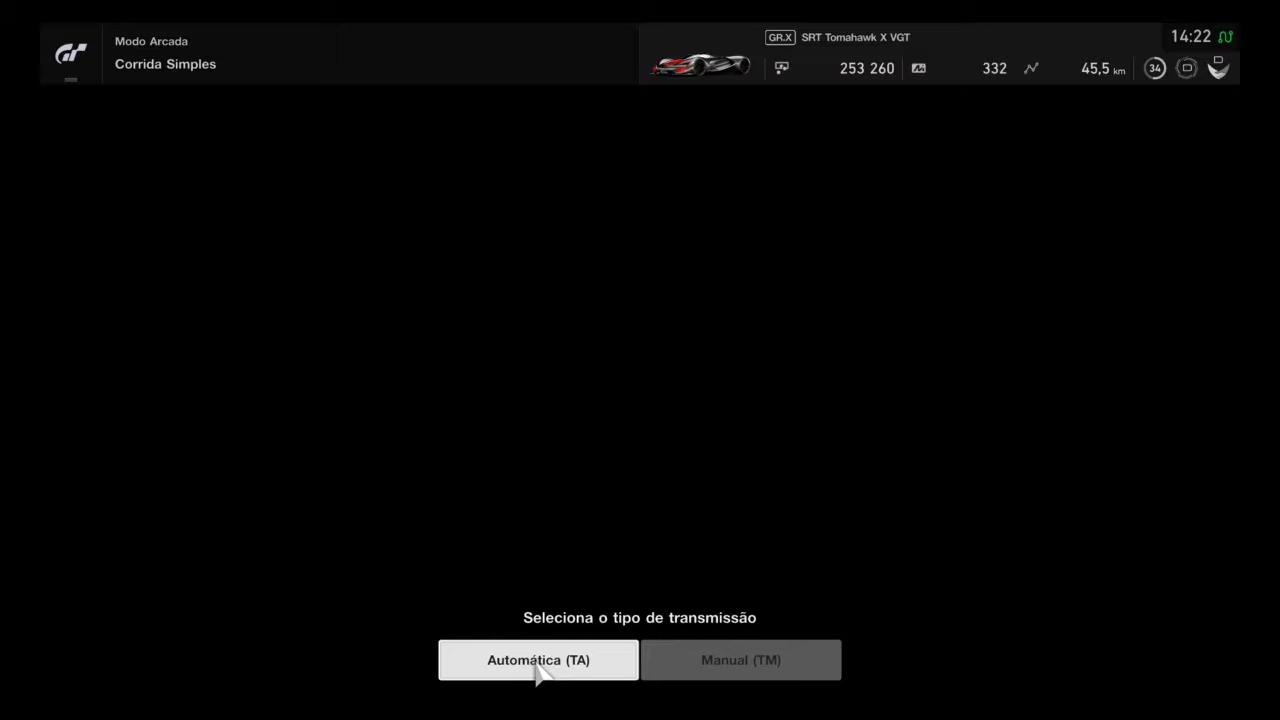 Modo Arcada
Corrida Simples
GR.X SRT Tomahawk X VGT
253 260
332
45,5 km
34
14:22
Seleciona o tipo de transmissão
Automática (TA)
Manual (TM)